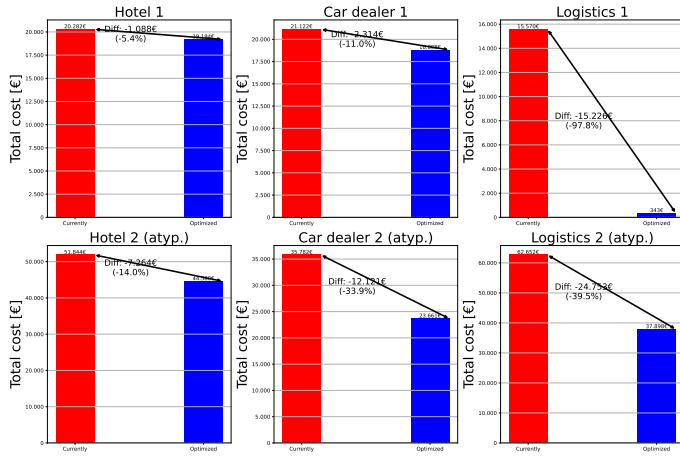 Hotel 1
Total cost [€]
20.000
17.500
15.000
12.500
10.000
7.500
5.000
2.500
0
20.282€
Diff: -1.088€
(-5.4%)
19.194€
Currently
Optimized
Car dealer 1
Total cost [€]
20.000
17.500
15.000
12.500
10.000
7.500
5.000
2.500
0
21.122€
Diff: -2.314€
(-11.0%)
Currently
Optimized
Logistics 1
Total cost [€]
16.000
14.000
12.000
10.000
8.000
6.000
4.000
2.000
0
15.570€
Diff: -15.226€
(-97.8%)
343€
Currently
Optimized
Hotel 2 (atyp.)
Total cost [€]
50.000
40.000
30.000
20.000
10.000
0
51.844€
Diff: -7.264€
(-14.0%)
Currently
Optimized
Car dealer 2 (atyp.)
Total cost [€]
35.000
30.000
25.000
20.000
15.000
10.000
5.000
0
35.782€
Diff: -12.121€
(-33.9%)
23.661€
Currently
Optimized
Logistics 2 (atyp.)
Total cost [€]
60.000
50.000
40.000
30.000
20.000
10.000
0
62.652€
Diff: -24.753€
(-39.5%)
37.898€
Currently
Optimized